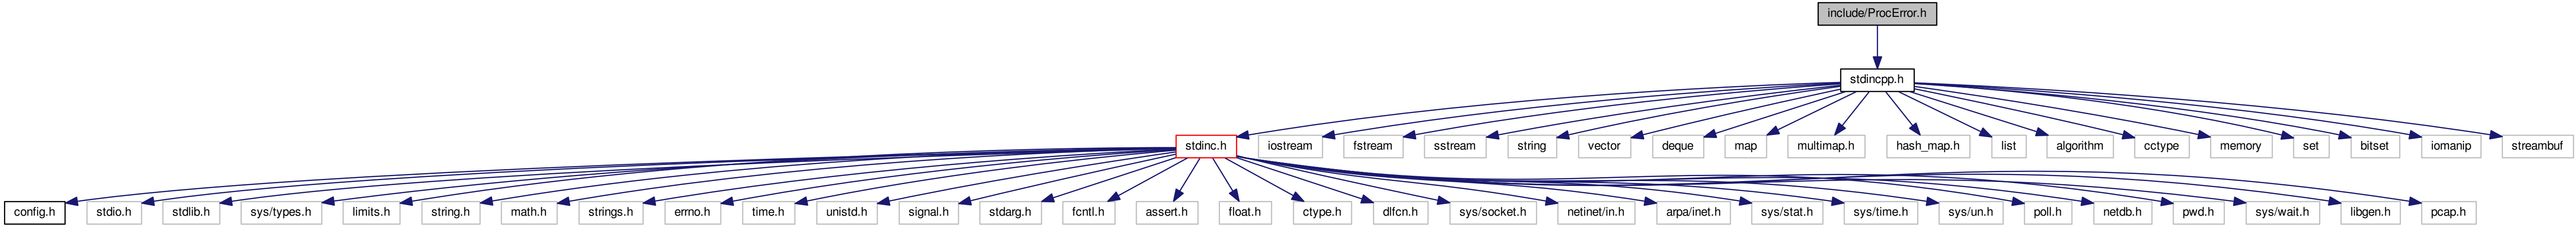 include/ProcError.h
stdincpp.h
stdinc.h
iostream
fstream
sstream
string
vector
deque
map
multimap.h
hash_map.h
list
algorithm
cctype
memory
set
bitset
iomanip
streambuf
config.h
stdio.h
stdlib.h
sys/types.h
limits.h
string.h
math.h
strings.h
errno.h
time.h
unistd.h
signal.h
stdarg.h
fcntl.h
assert.h
float.h
ctype.h
dlfcn.h
sys/socket.h
netinet/in.h
arpa/inet.h
sys/stat.h
sys/time.h
sys/un.h
poll.h
netdb.h
pwd.h
sys/wait.h
libgen.h
pcap.h